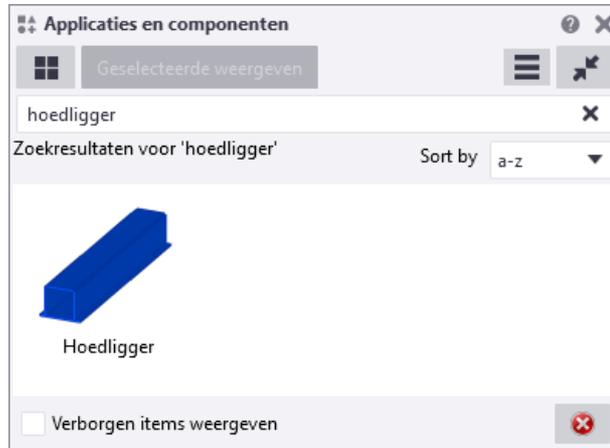 Applicaties en componenten
Geselecteerde weergeven
hoedligger
Zoekresultaten voor 'hoedligger'
Sort by a-z
Hoedligger
Verborgen items weergeven